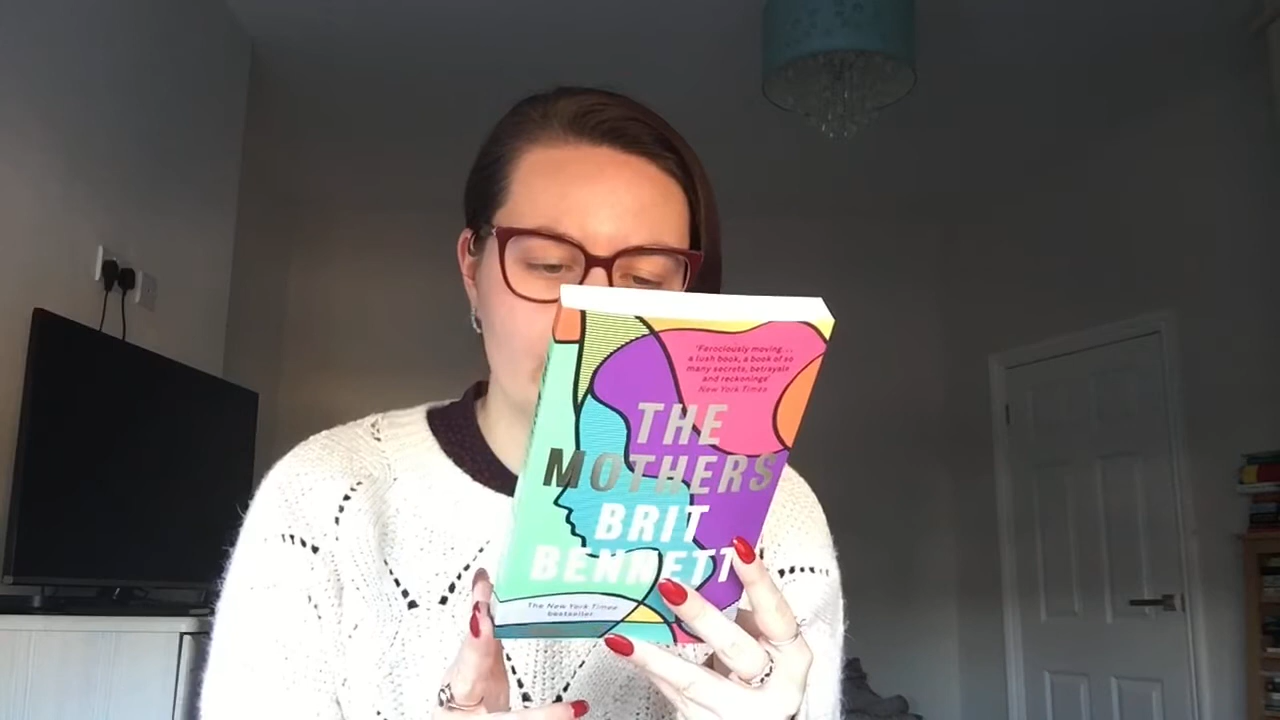 'Ferociously moving...
a lush book, a book of so
many secrets, betrayals
and reckonings'
New York Times
THE
MOTHERS
BRIT
BENNETT
The New York Times
bestseller